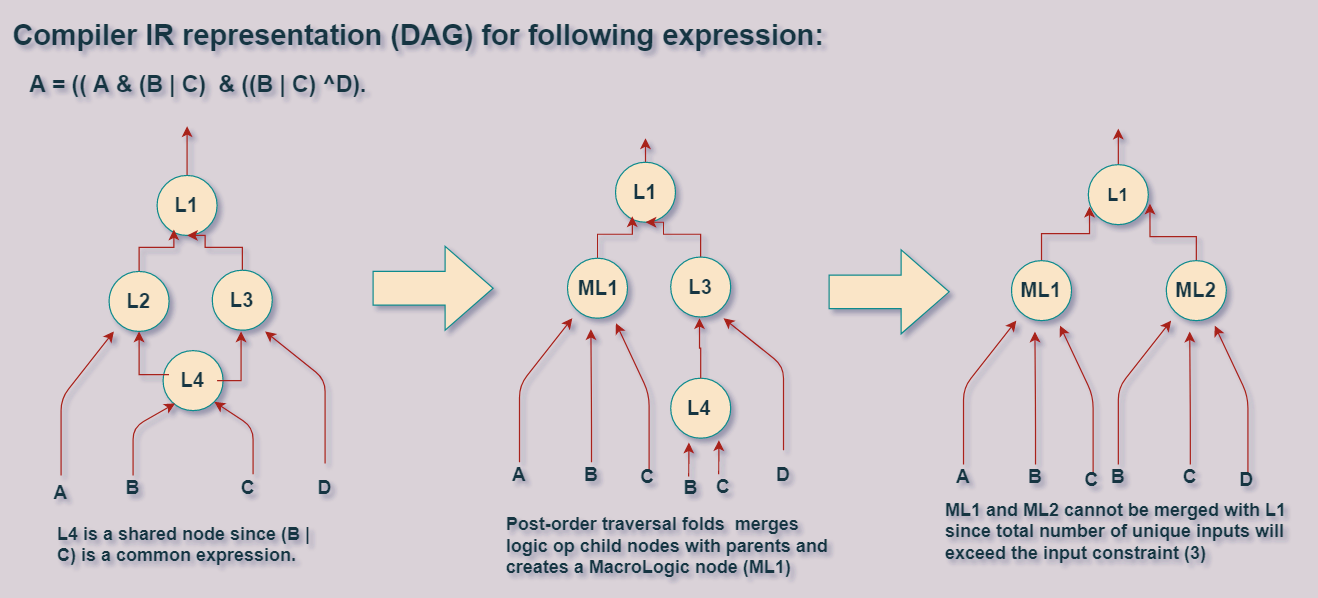 Compiler IR representation (DAG) for following expression:
A = (( A & (B | C)  & ((B | C) ^D).
L1
L2
L3
L4
A
B
C
D
L4 is a shared node since (B |
C) is a common expression.
L1
ML1
L3
L4
A
B
C
B
C
D
Post-order traversal folds  merges
logic op child nodes with parents and
creates a MacroLogic node (ML1)
L1
ML1
ML2
A
B
C
B
C
D
ML1 and ML2 cannot be merged with L1
since total number of unique inputs will
exceed the input constraint (3)